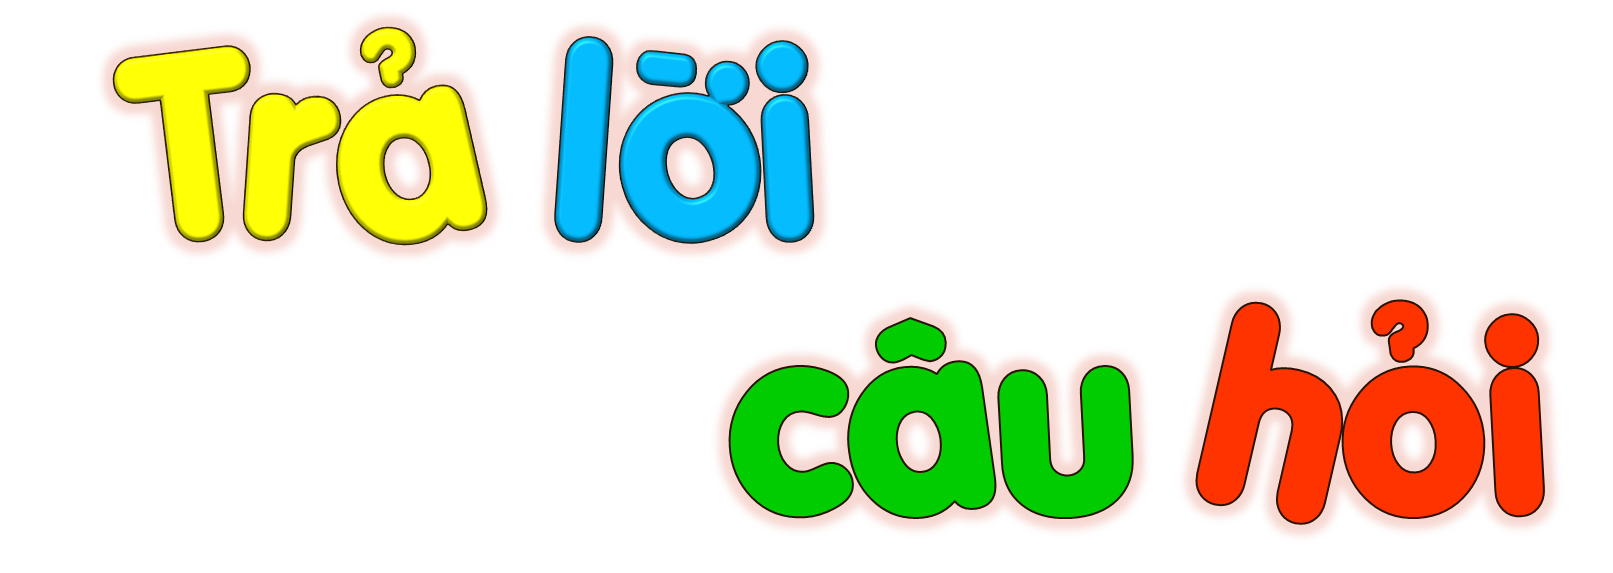 Trả lời
câu hỏi